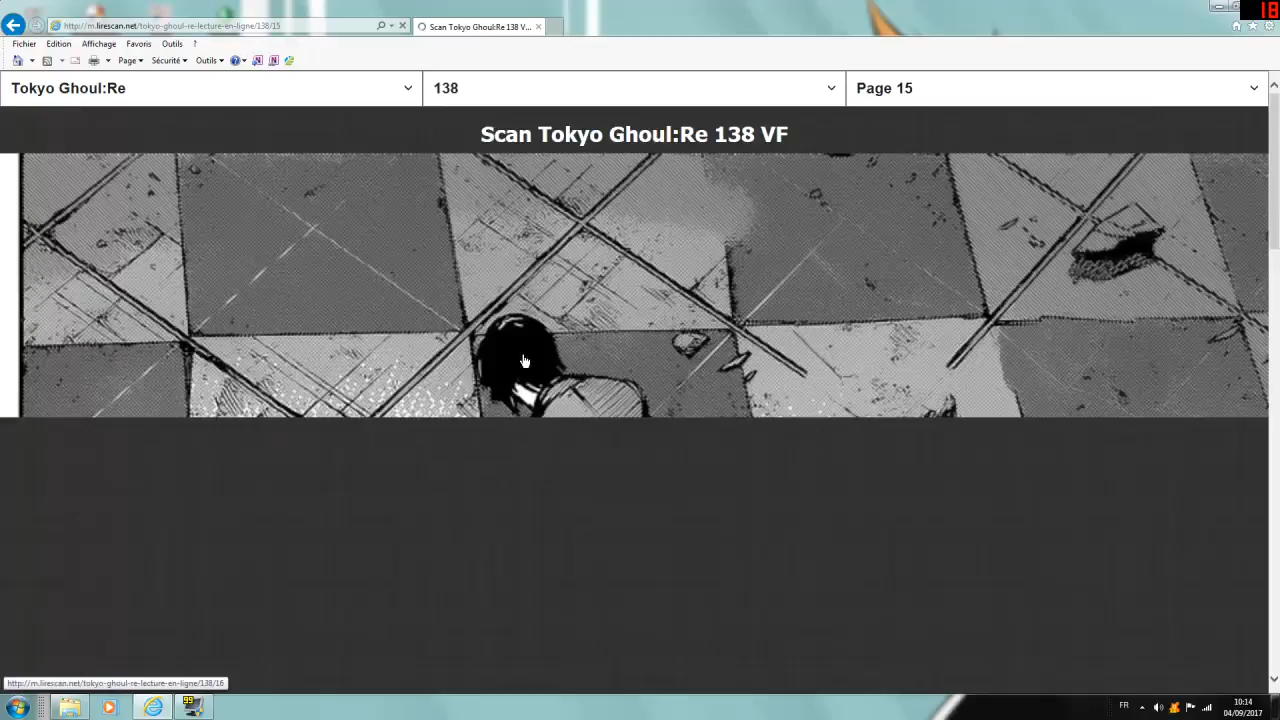 18
http://m.lirescan.net/tokyo-ghoul-re-lecture-en-ligne/138/15
Scan Tokyo Ghoul:Re 138 V...
Fichier Edition Affichage Favoris Outils ?
Page Sécurité Outils
Tokyo Ghoul:Re 138 Page 15
Scan Tokyo Ghoul:Re 138 VF
http://m.lirescan.net/tokyo-ghoul-re-lecture-en-ligne/138/16
99
FR
10:14
04/09/2017